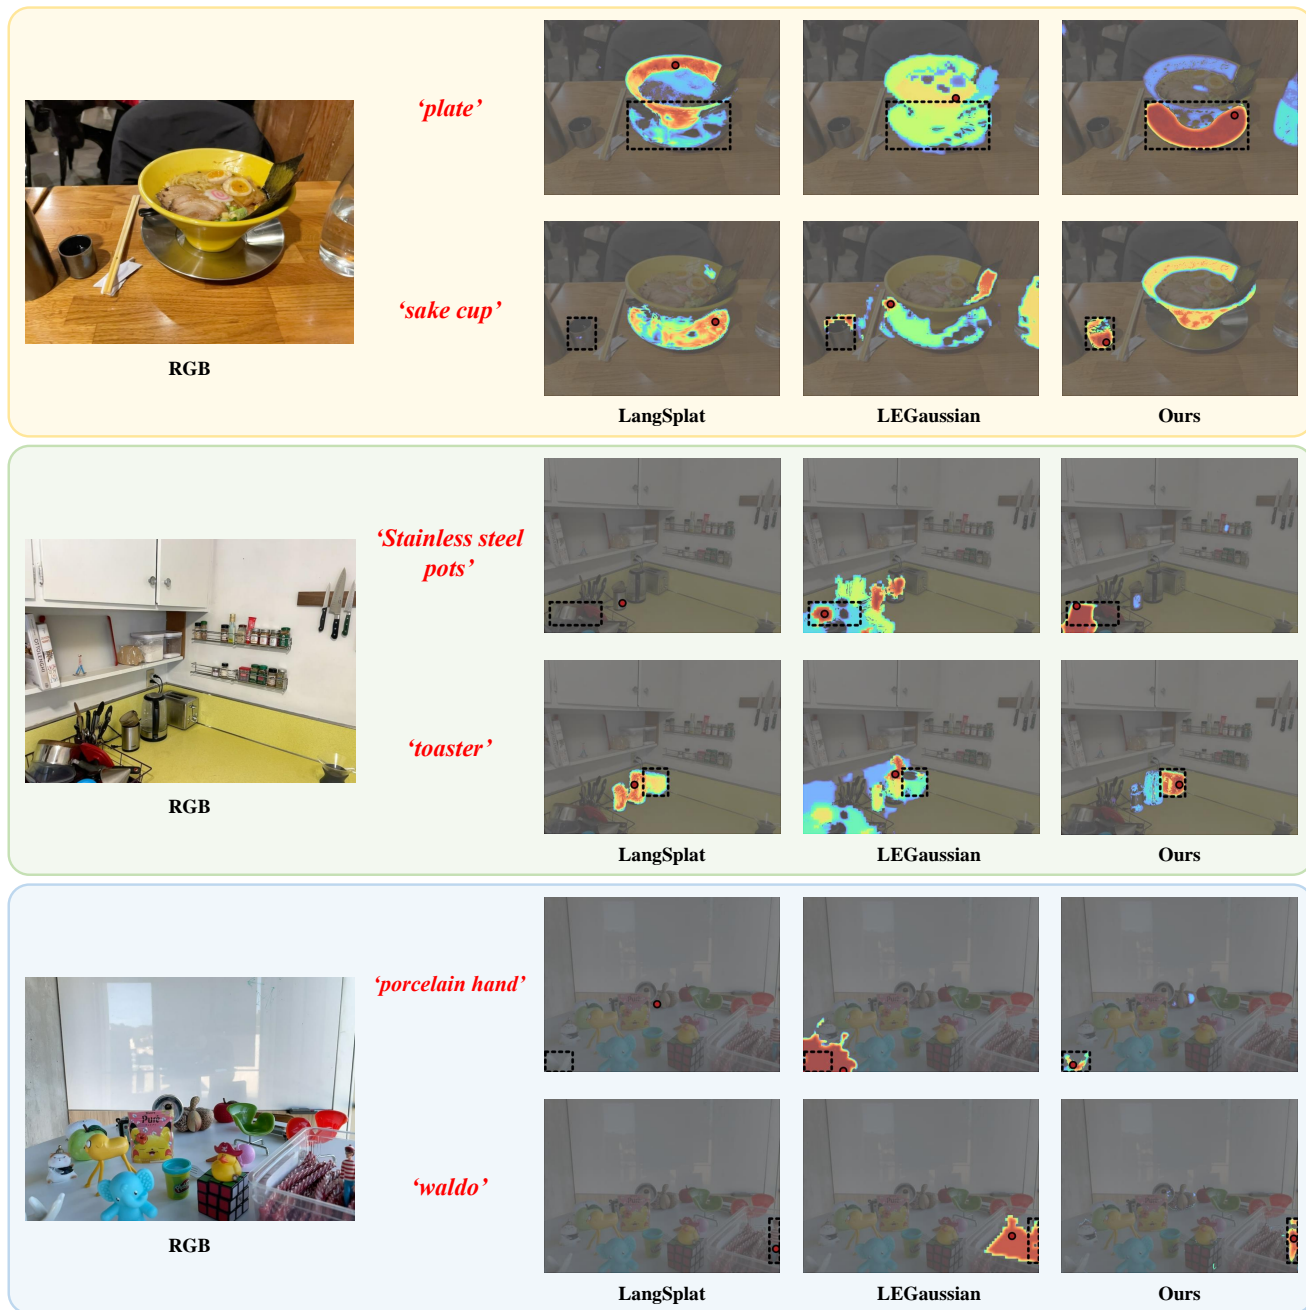 ‘plate’
‘sake cup’
RGB
LangSplat
LEGaussian
Ours
‘Stainless steel
pots’
‘toaster’
RGB
LangSplat
LEGaussian
Ours
‘porcelain hand’
‘waldo’
RGB
LangSplat
LEGaussian
Ours